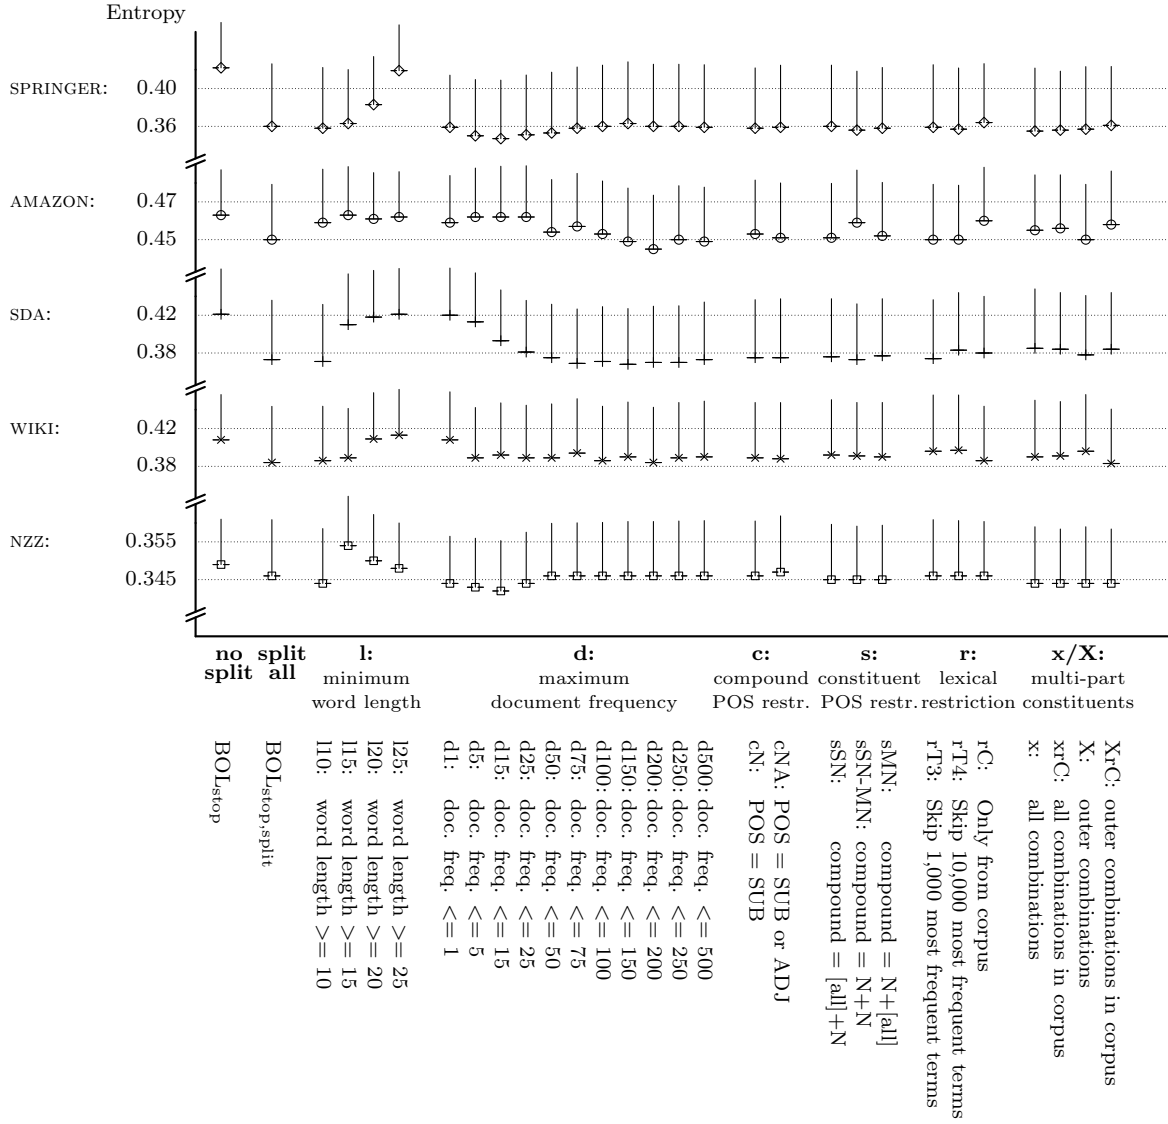 Entropy
SPRINGER: 0.40
0.36
AMAZON: 0.47
0.45
SDA: 0.42
0.38
WIKI: 0.42
0.38
NZZ: 0.355
0.345
no split
split all
l:
minimum
word length
d:
maximum
document frequency
c:
compound
POS restr.
s:
constituent
POS restr.
r:
lexical
restriction
x/X:
multi-part
constituents
BOLstop
BOLstop,split
l10: word length >= 10
l15: word length >= 15
l20: word length >= 20
l25: word length >= 25
d1: doc. freq. <= 1
d5: doc. freq. <= 5
d15: doc. freq. <= 15
d25: doc. freq. <= 25
d50: doc. freq. <= 50
d75: doc. freq. <= 75
d100: doc. freq. <= 100
d150: doc. freq. <= 150
d200: doc. freq. <= 200
d250: doc. freq. <= 250
d500: doc. freq. <= 500
cN: POS = SUB
cNA: POS = SUB or ADJ
sSN: compound = [all]+N
sSN-MN: compound = N+N
sMN: compound = N+[all]
rT3: Skip 1,000 most frequent terms
rT4: Skip 10,000 most frequent terms
rC: Only from corpus
x: all combinations
xrC: all combinations in corpus
X: outer combinations
XrC: outer combinations in corpus